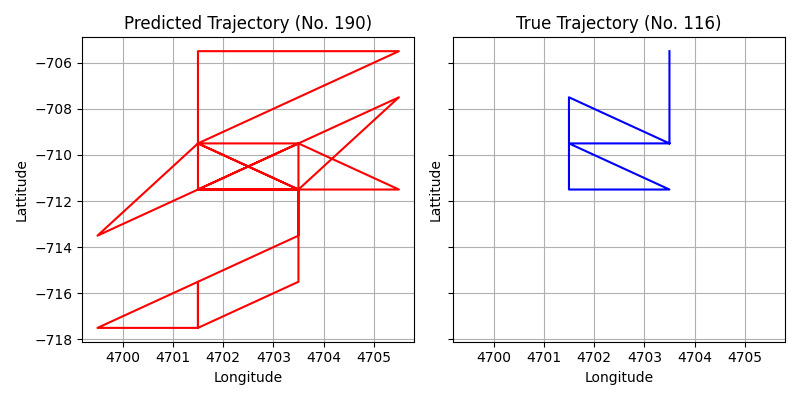 Predicted Trajectory (No. 190)
True Trajectory (No. 116)
Lattitude
−706
−708
−710
−712
−714
−716
−718
4700 4701 4702 4703 4704 4705
Longitude
Lattitude
4700 4701 4702 4703 4704 4705
Longitude